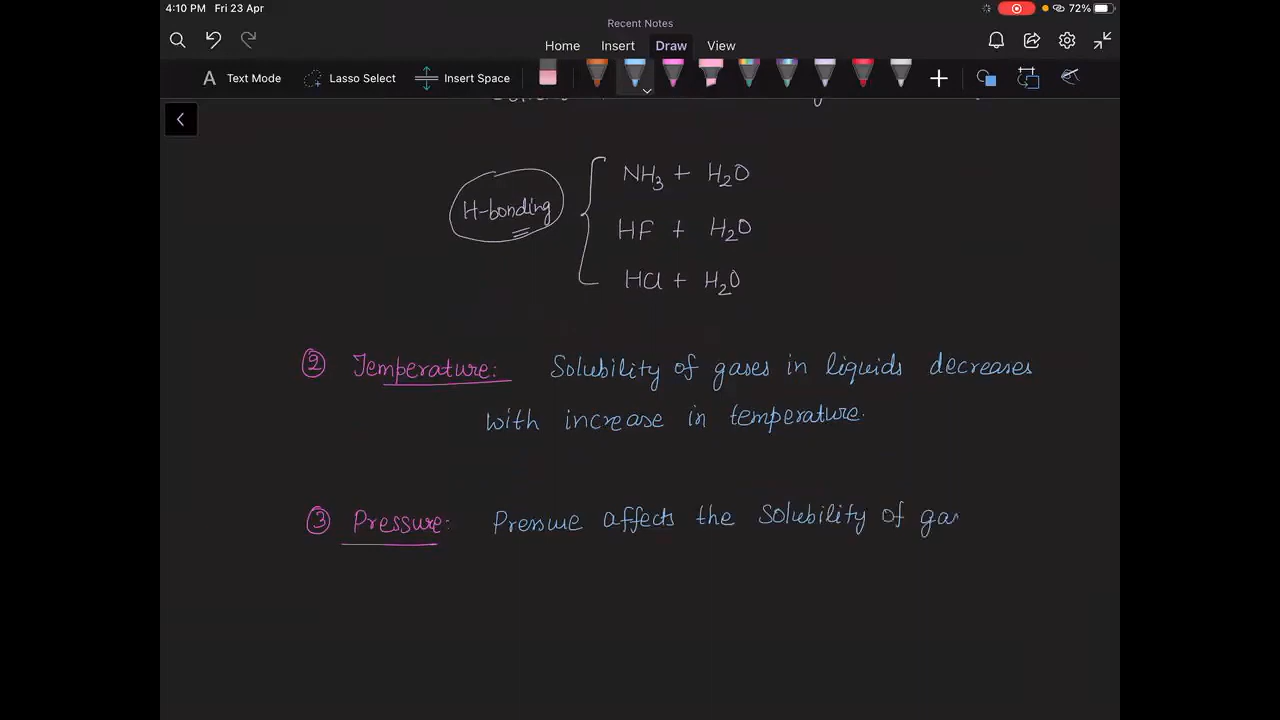 4:10 PM Fri 23 Apr
72%
Recent Notes
Home Insert Draw View
A Text Mode Lasso Select Insert Space
NH3 + H2O
H-bonding
HF + H2O
HCl + H2O
② Temperature: Solubility of gases in liquids decreases
with increase in temperature.
③ Pressure: Pressure affects the solubility of gas